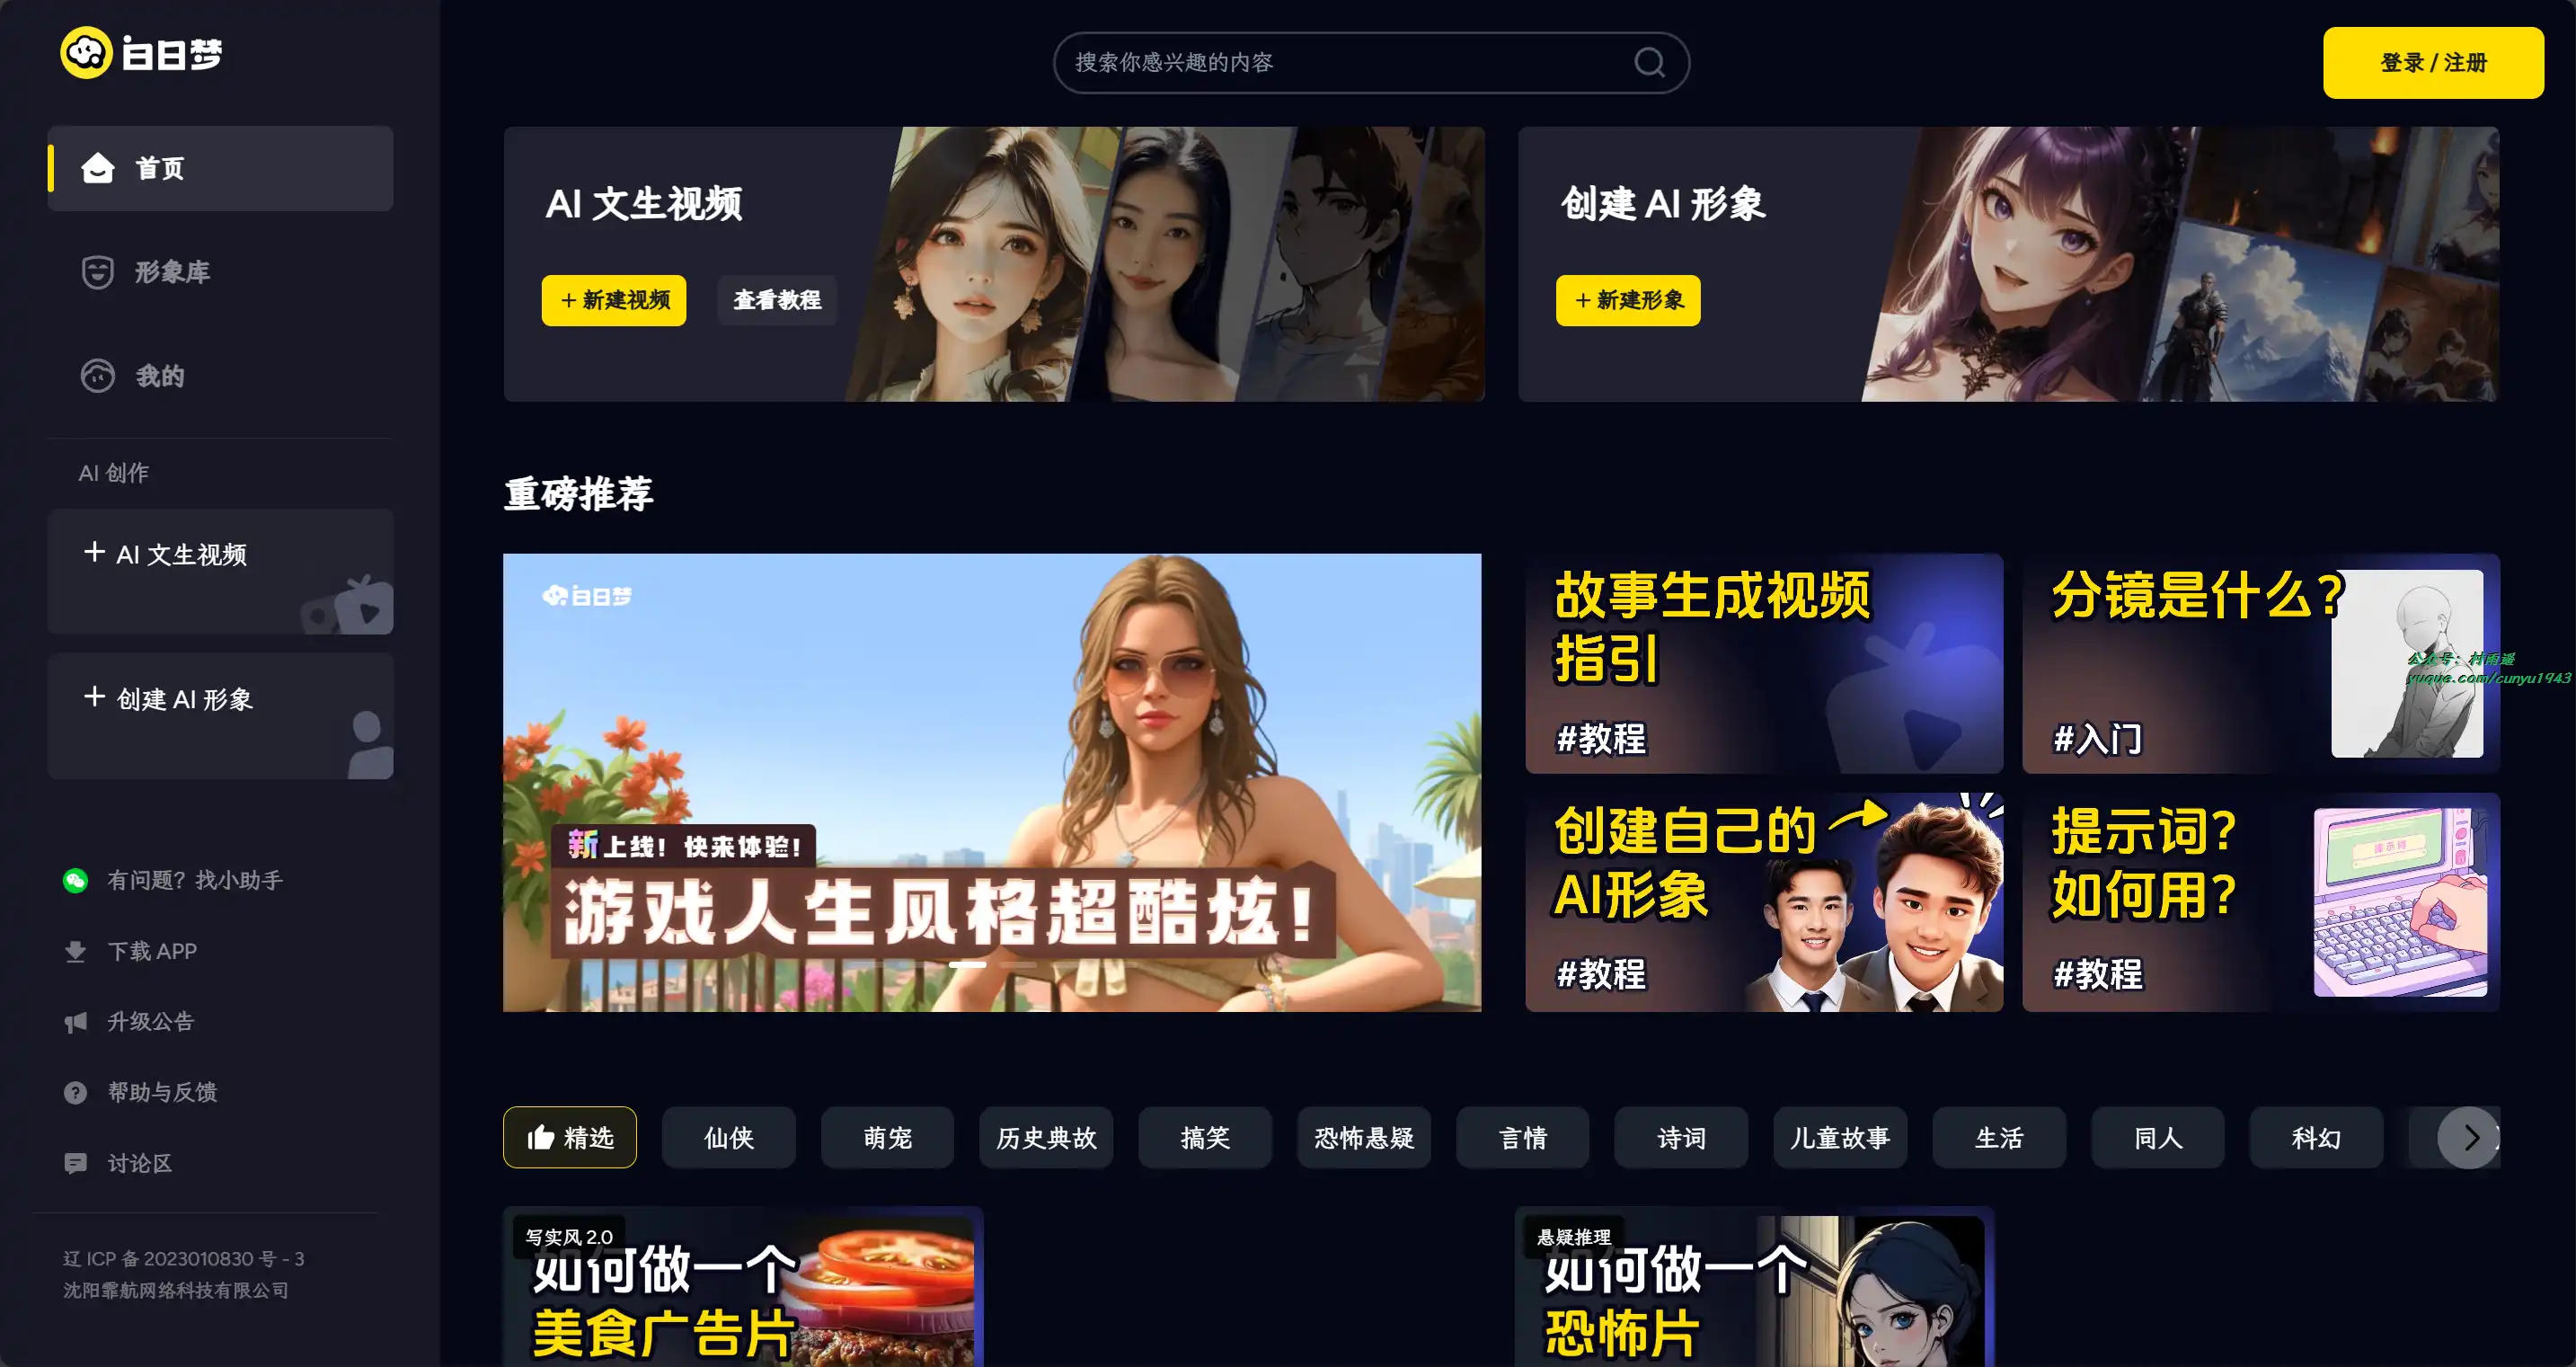 白日梦
搜索你感兴趣的内容
登录 / 注册
首页
形象库
我的
AI 创作
+ AI 文生视频
+ 创建 AI 形象
有问题？找小助手
下载 APP
升级公告
帮助与反馈
讨论区
辽 ICP 备 2023010830 号 - 3
沈阳霏航网络科技有限公司
AI 文生视频
+ 新建视频
查看教程
创建 AI 形象
+ 新建形象
重磅推荐
白日梦
新上线！快来体验！
游戏人生风格超酷炫！
故事生成视频
指引
#教程
分镜是什么？
#入门
公众号：村雨遥
yuque.com/cunyu1943
创建自己的
AI形象
#教程
提示词？
如何用？
提示词
#教程
精选
仙侠
萌宠
历史典故
搞笑
恐怖悬疑
言情
诗词
儿童故事
生活
同人
科幻
写实风 2.0
如何做一个
美食广告片
悬疑推理
如何做一个
恐怖片